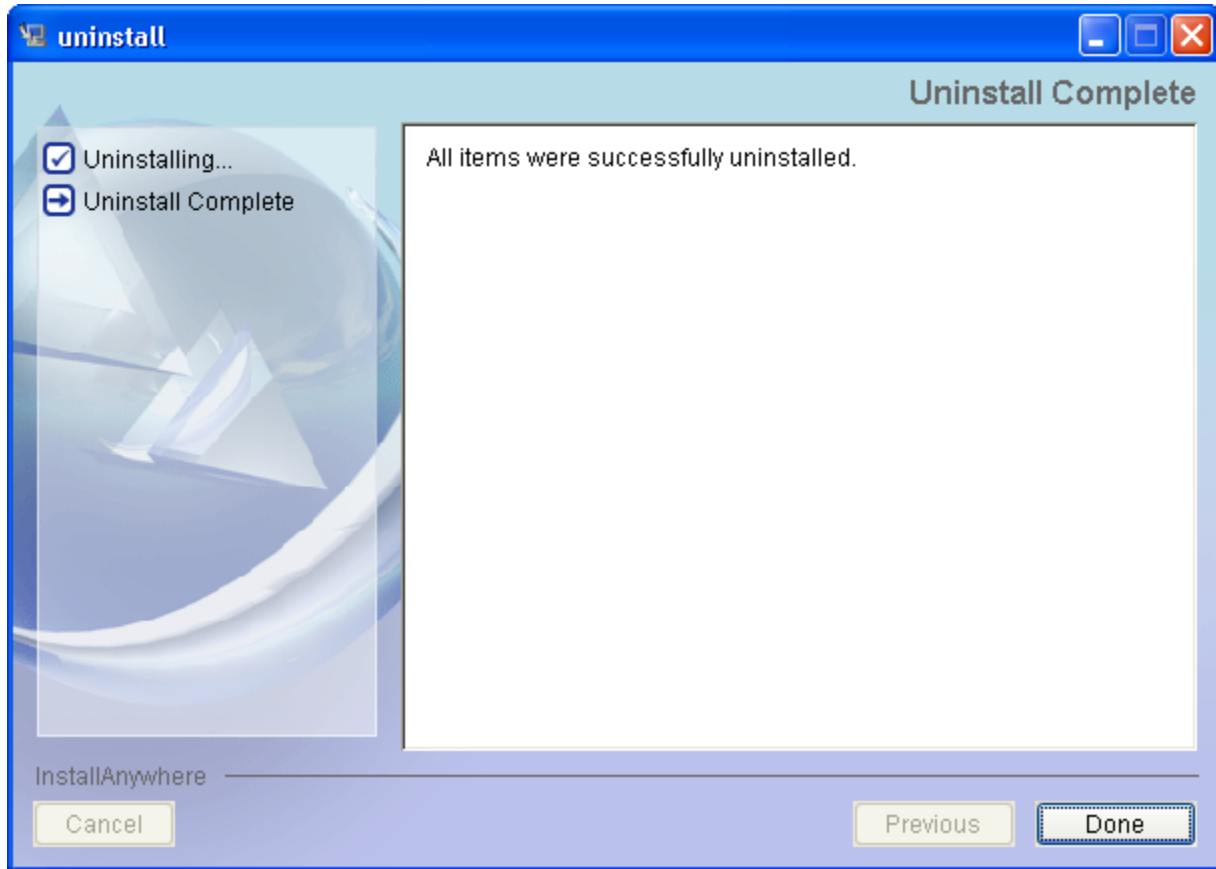 uninstall
Uninstall Complete
Uninstalling...
Uninstall Complete
All items were successfully uninstalled.
InstallAnywhere
Cancel
Previous
Done